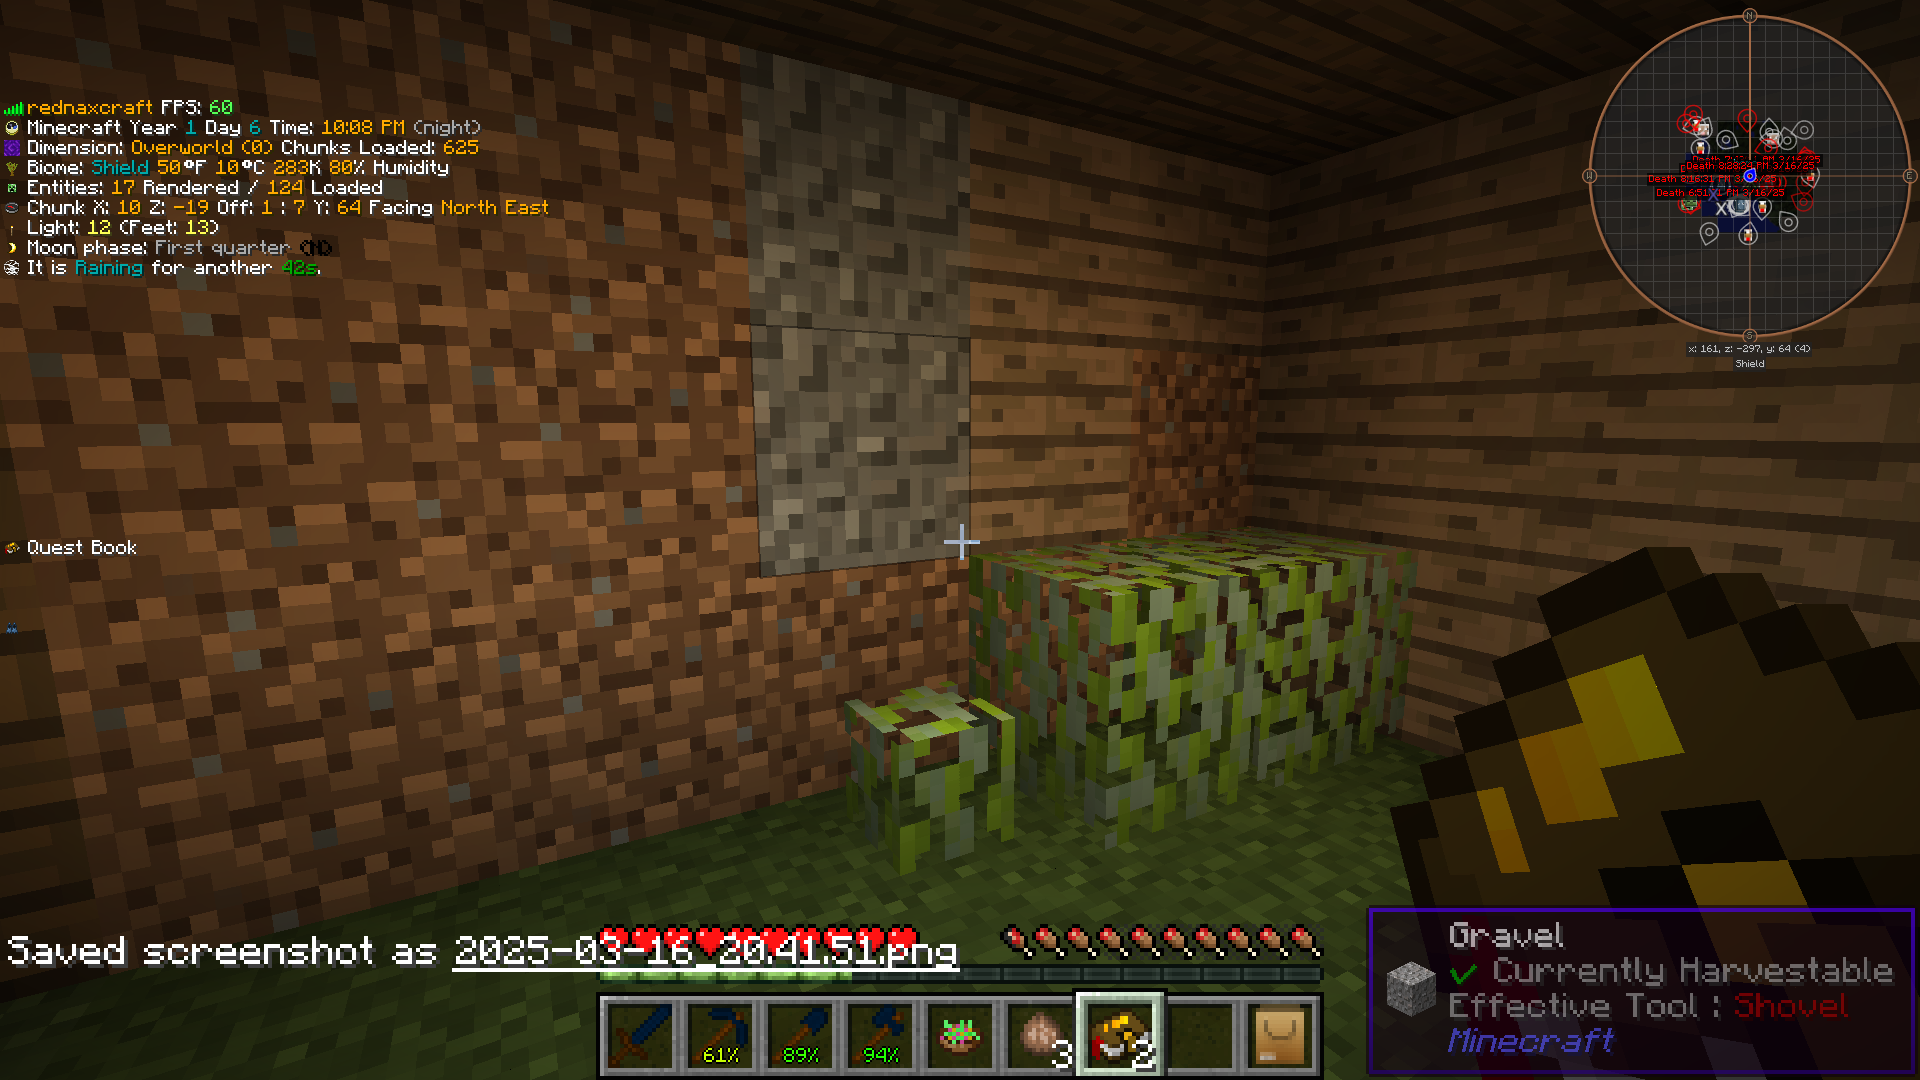 rednaxcraft FPS: 60
Minecraft Year 1 Day 6 Time: 10:08 PM (night)
Dimension: Overworld (0) Chunks Loaded: 625
Biome: Shield 50°F 10°C 283K 80% Humidity
Entities: 17 Rendered / 124 Loaded
Chunk X: 10 Z: -19 Off: 1 : 7 Y: 64 Facing North East
Light: 12 (Feet: 13)
Moon phase: First quarter
It is Raining for another 42s.
Quest Book
N
W
E
S
X
x: 161, z: -297, y: 64 (4)
Shield
Saved screenshot as 2025-03-16_20.41.51.png
61%
89%
94%
3
2
Gravel
✓ Currently Harvestable
Effective Tool : Shovel
Minecraft